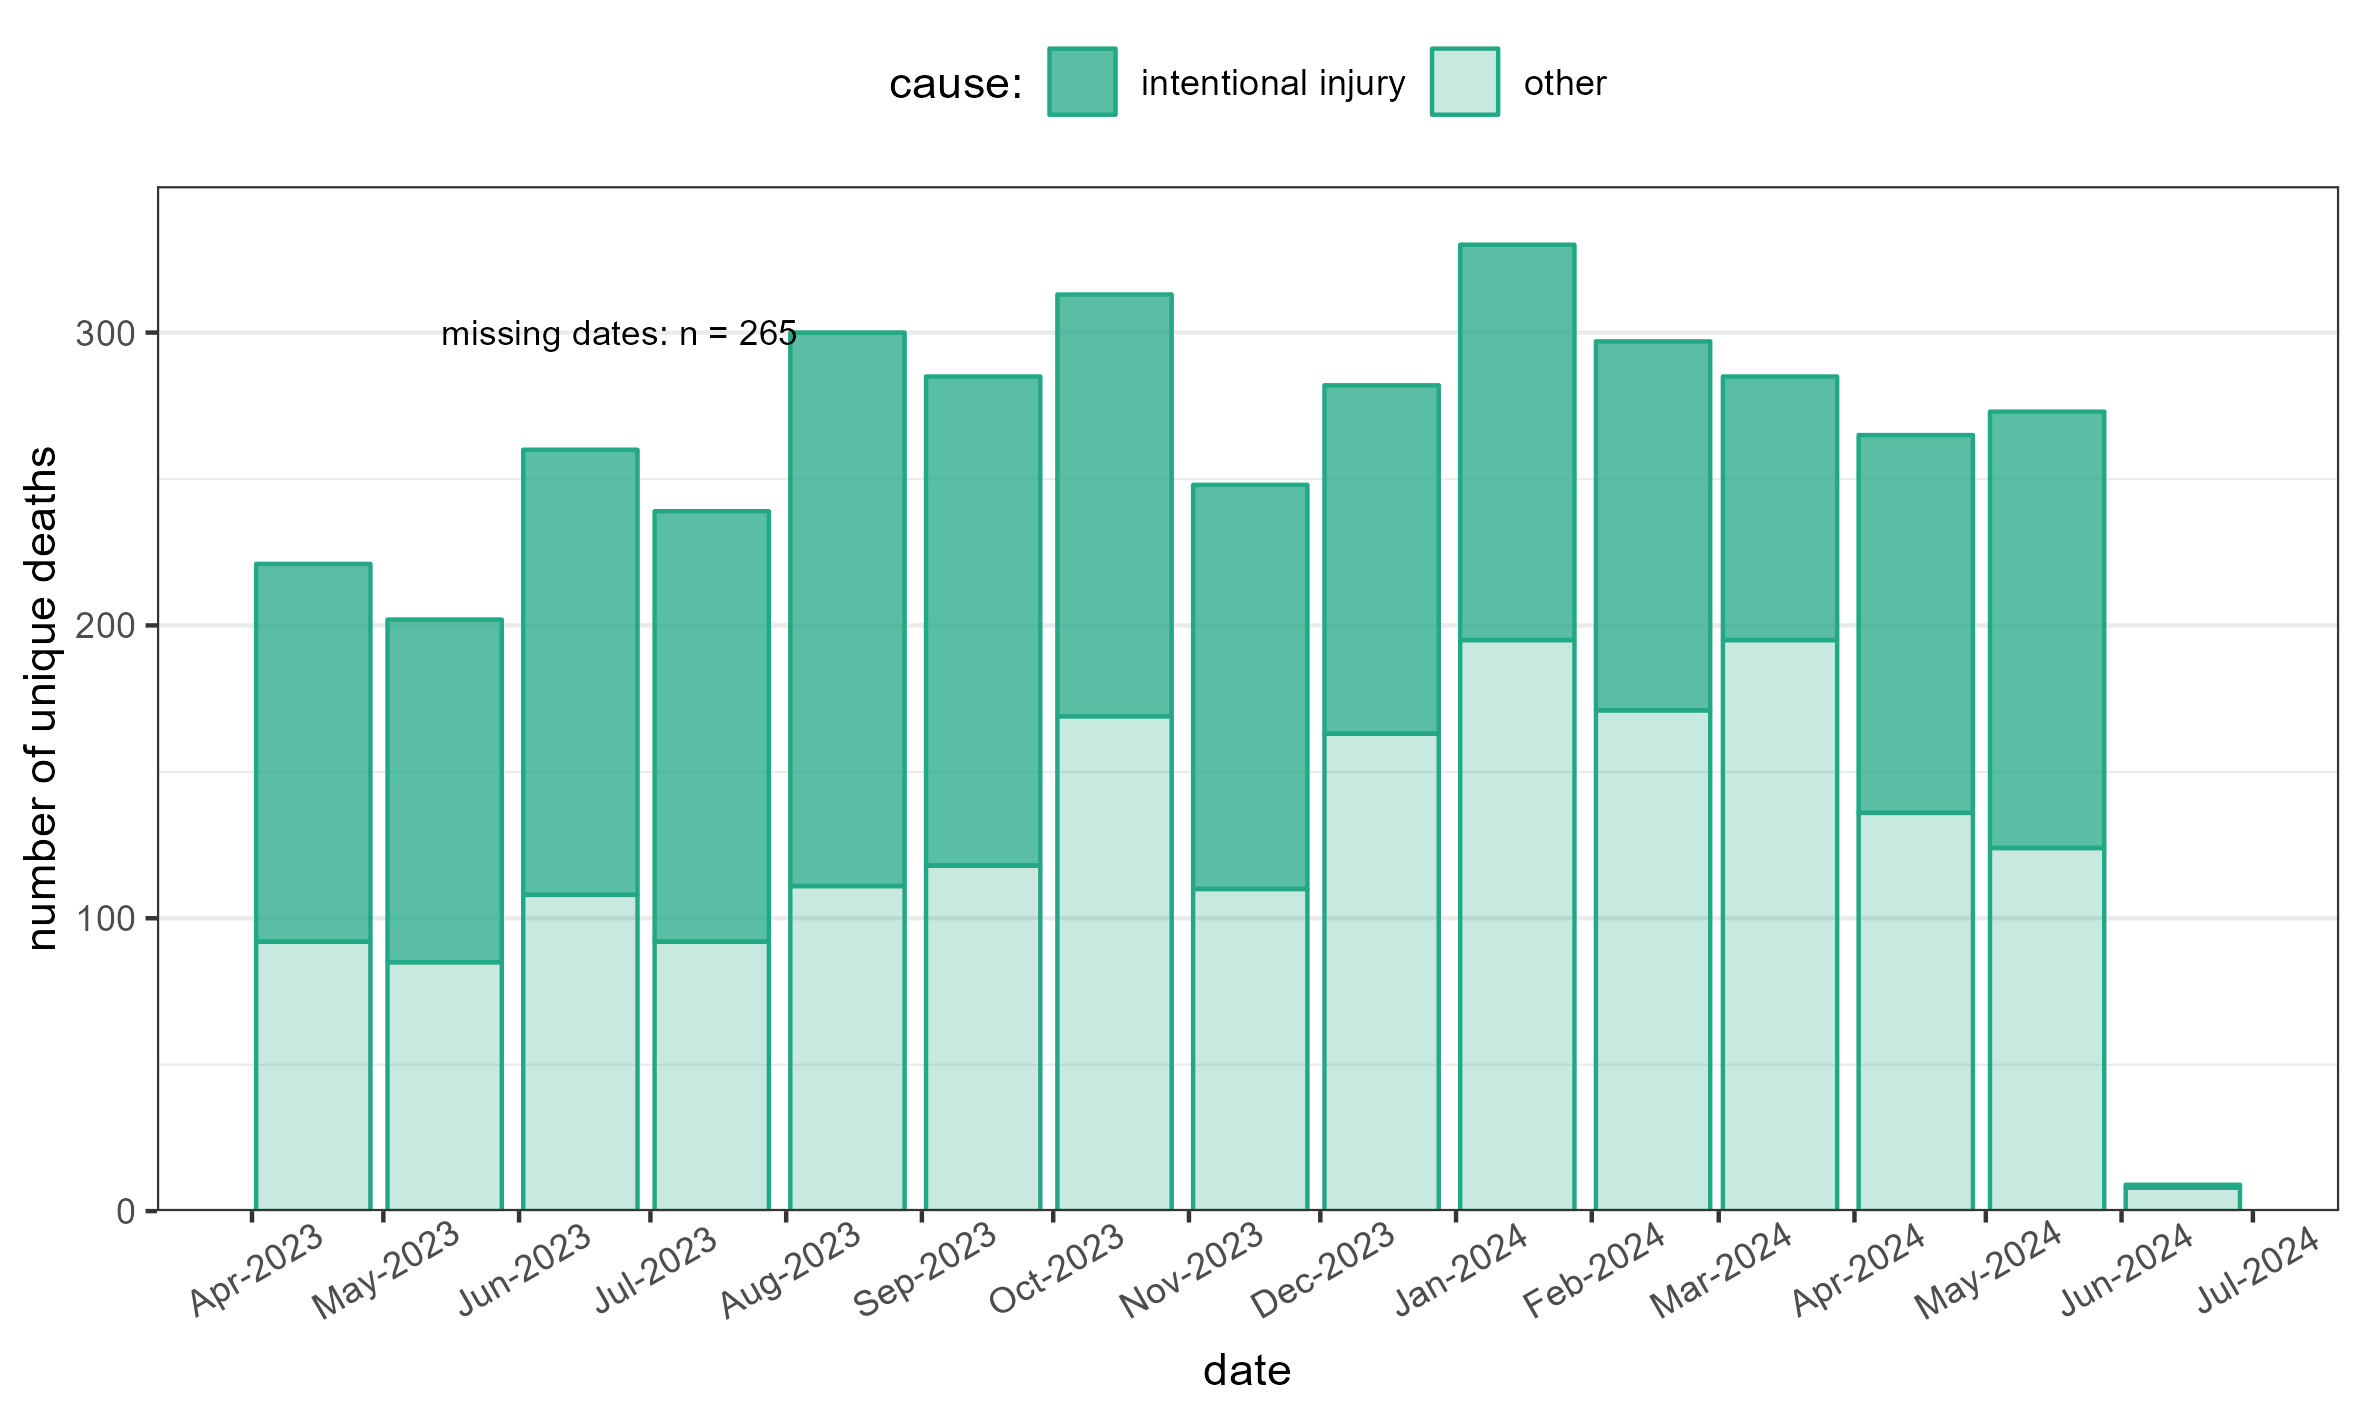 cause: intentional injury other
missing dates: n = 265
number of unique deaths
300
200
100
0
Apr-2023 May-2023 Jun-2023 Jul-2023 Aug-2023 Sep-2023 Oct-2023 Nov-2023 Dec-2023 Jan-2024 Feb-2024 Mar-2024 Apr-2024 May-2024 Jun-2024 Jul-2024
date